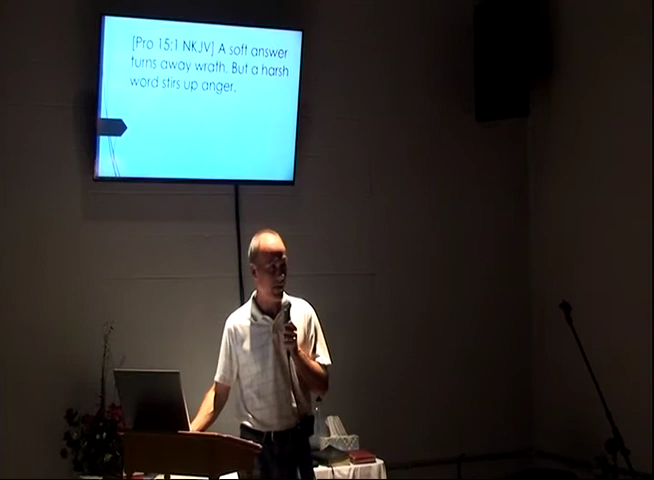 [Pro 15:1 NKJV] A soft answer
turns away wrath, But a harsh
word stirs up anger.